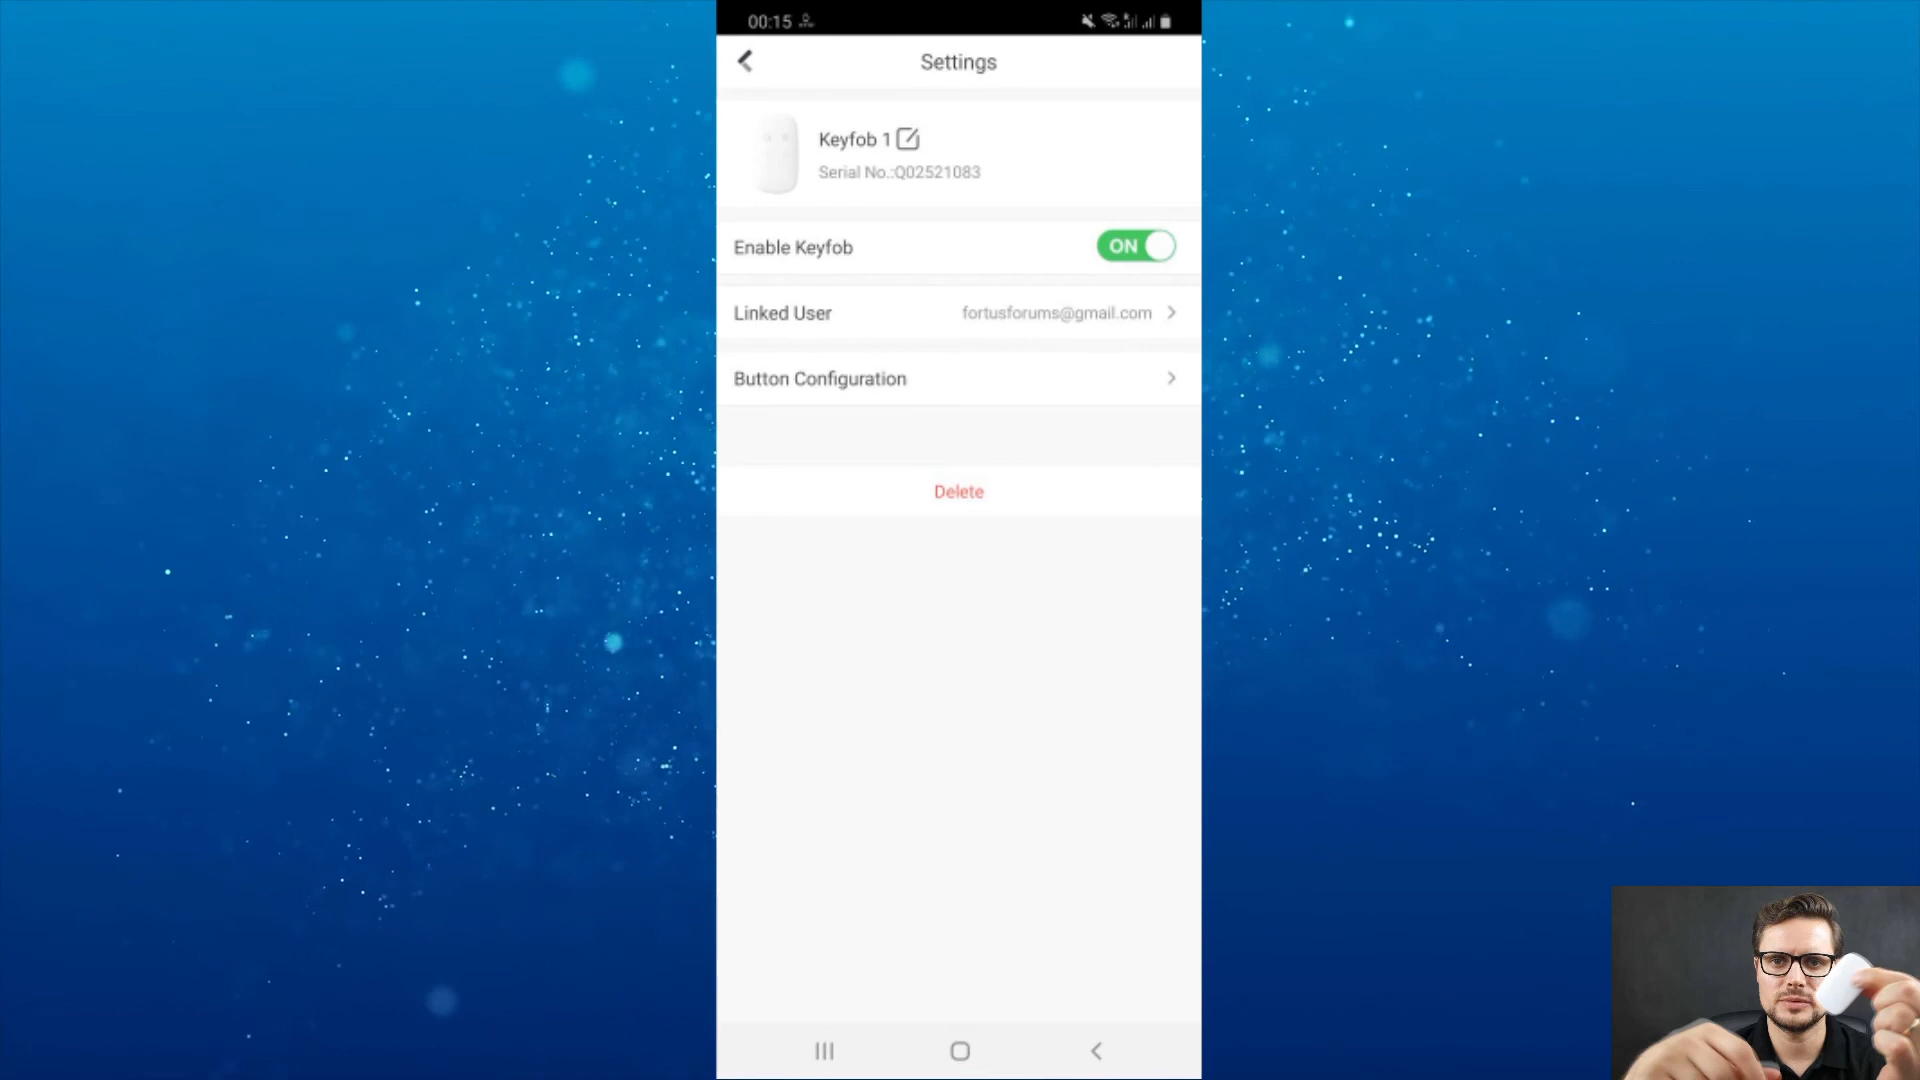 00:15
Settings
Keyfob 1
Serial No.:Q02521083
Enable Keyfob
ON
Linked User
fortusforums@gmail.com
Button Configuration
Delete